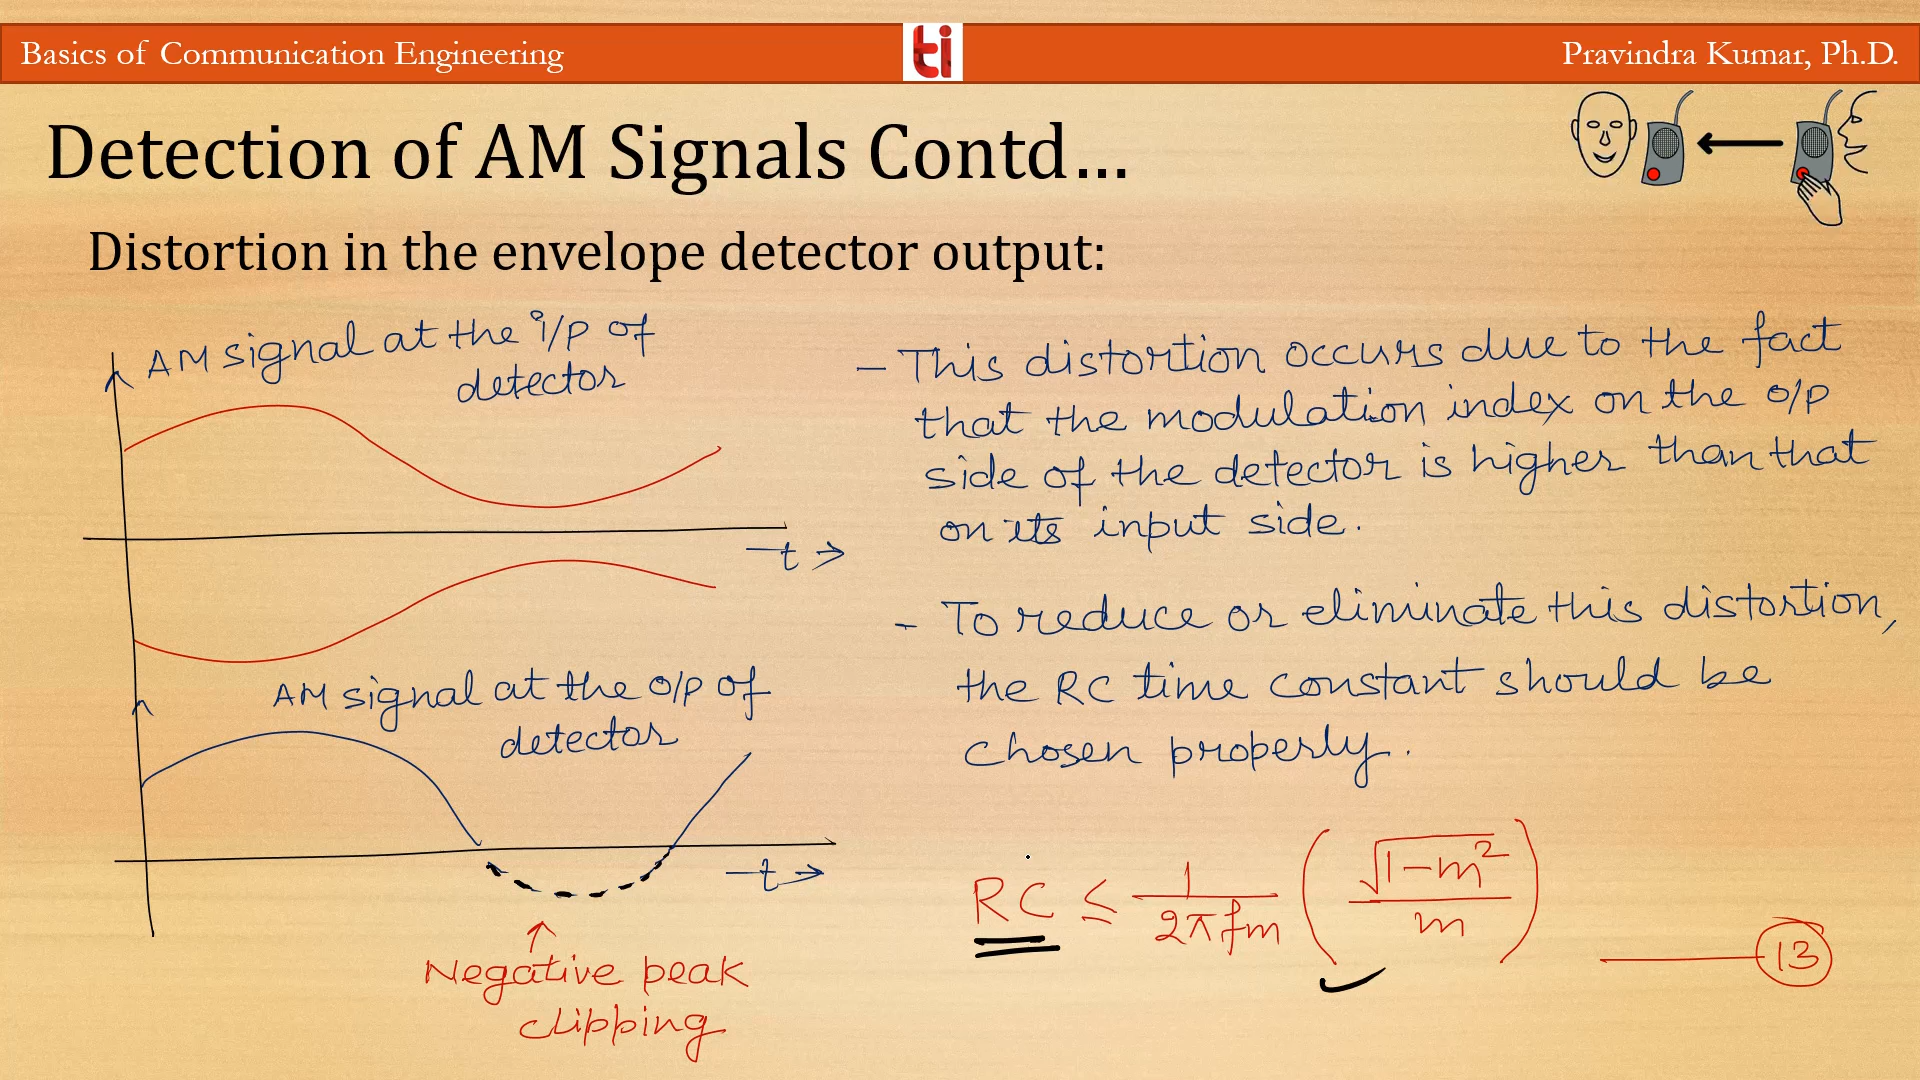 Basics of Communication Engineering
ti
Pravindra Kumar, Ph.D.
Detection of AM Signals Contd...
Distortion in the envelope detector output:
AM signal at the i/p of
detector
t
AM signal at the o/p of
detector
t
Negative peak
clipping
- This distortion occurs due to the fact
that the modulation index on the o/p
side of the detector is higher than that
on its input side.
- To reduce or eliminate this distortion,
the RC time constant should be
chosen properly.
RC ≤ 1/(2πfm) (√(1-m²)/m) — 13